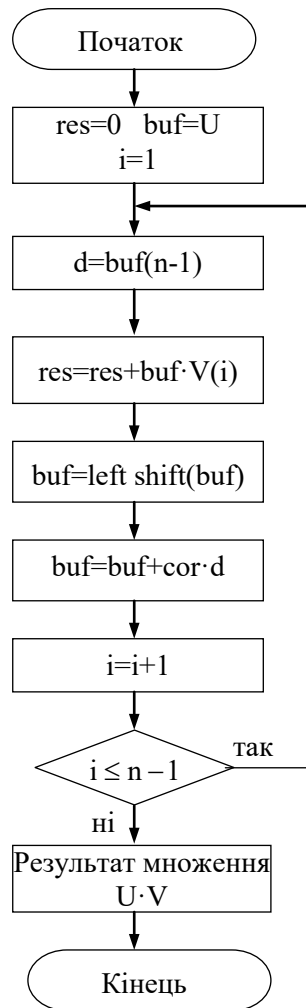 Початок
res=0 buf=U
i=1
d=buf(n-1)
res=res+buf·V(i)
buf=left shift(buf)
buf=buf+cor·d
i=i+1
i ≤ n – 1
так
ні
Результат множення
U·V
Кінець